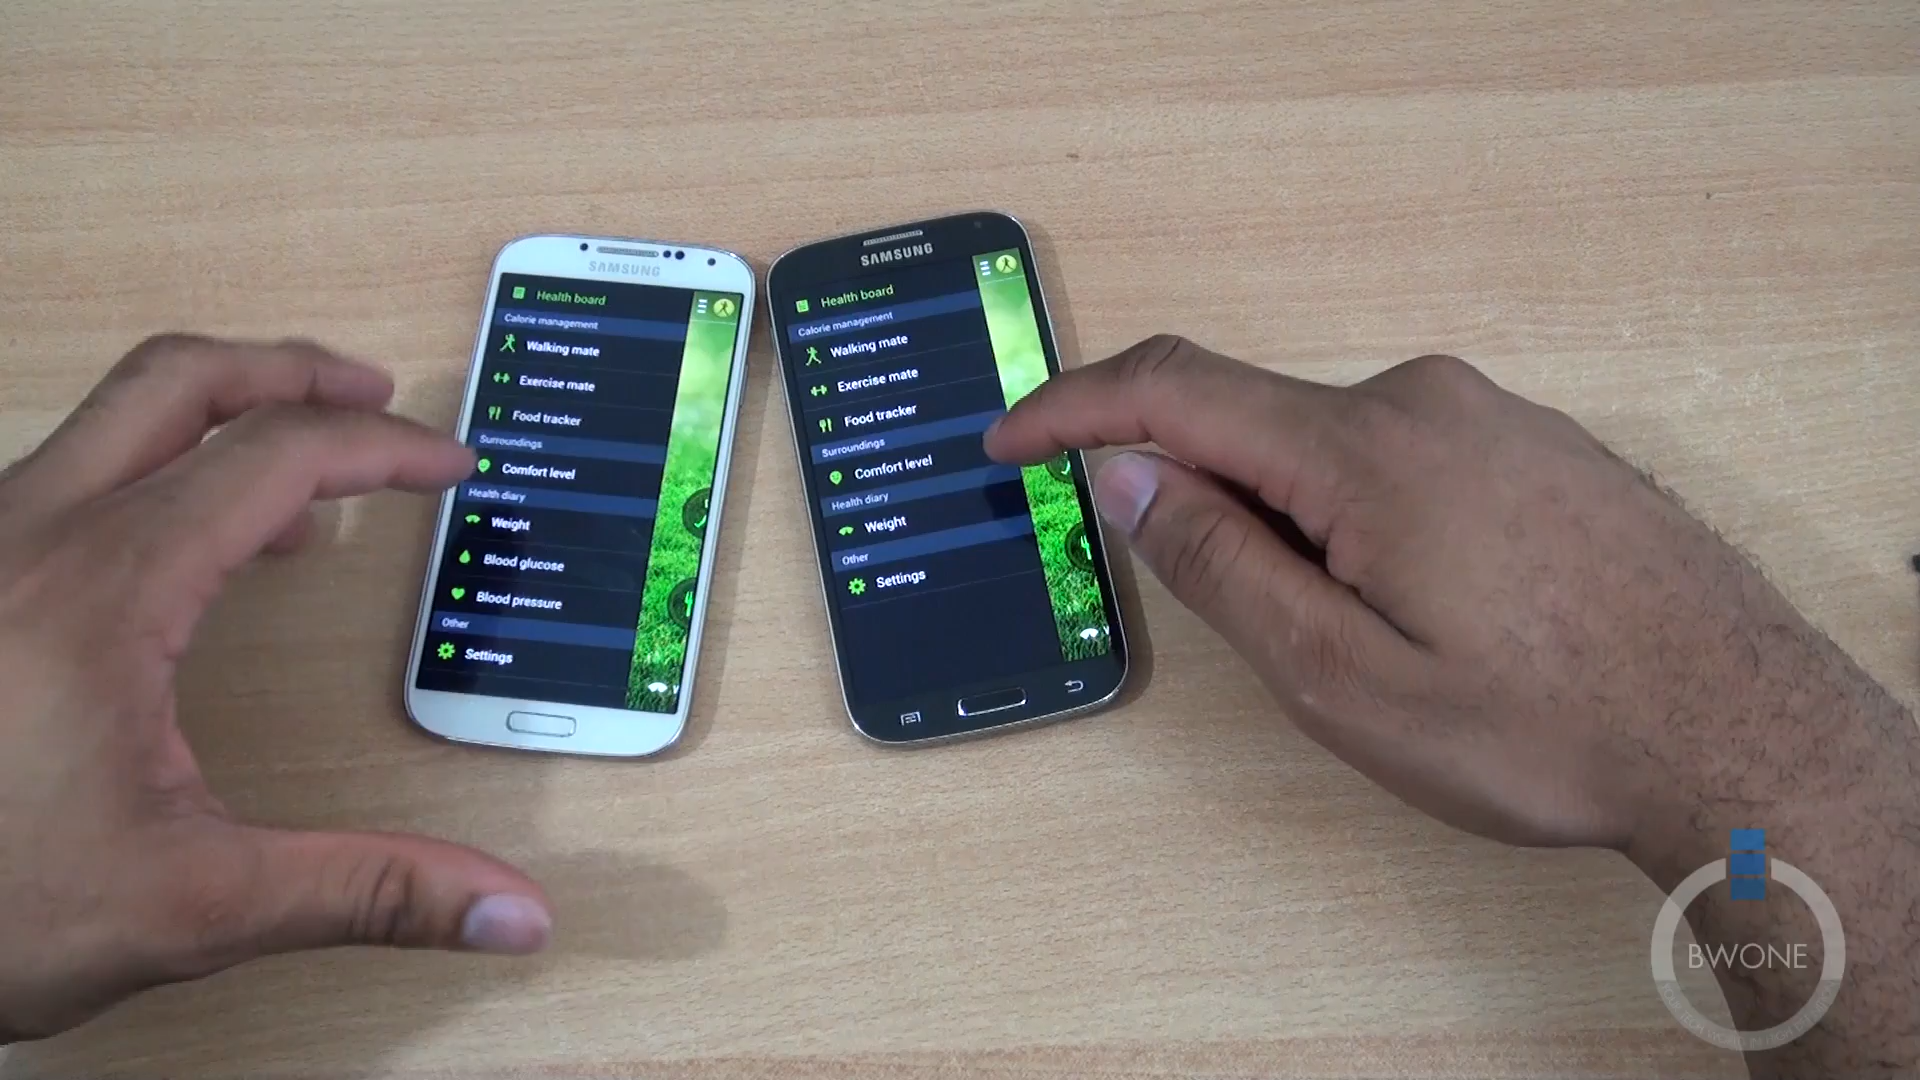 SAMSUNG
Health board
Calorie management
Walking mate
Exercise mate
Food tracker
Surroundings
Comfort level
Health diary
Weight
Blood glucose
Blood pressure
Other
Settings
SAMSUNG
Health board
Calorie management
Walking mate
Exercise mate
Food tracker
Surroundings
Comfort level
Health diary
Weight
Other
Settings
BWONE